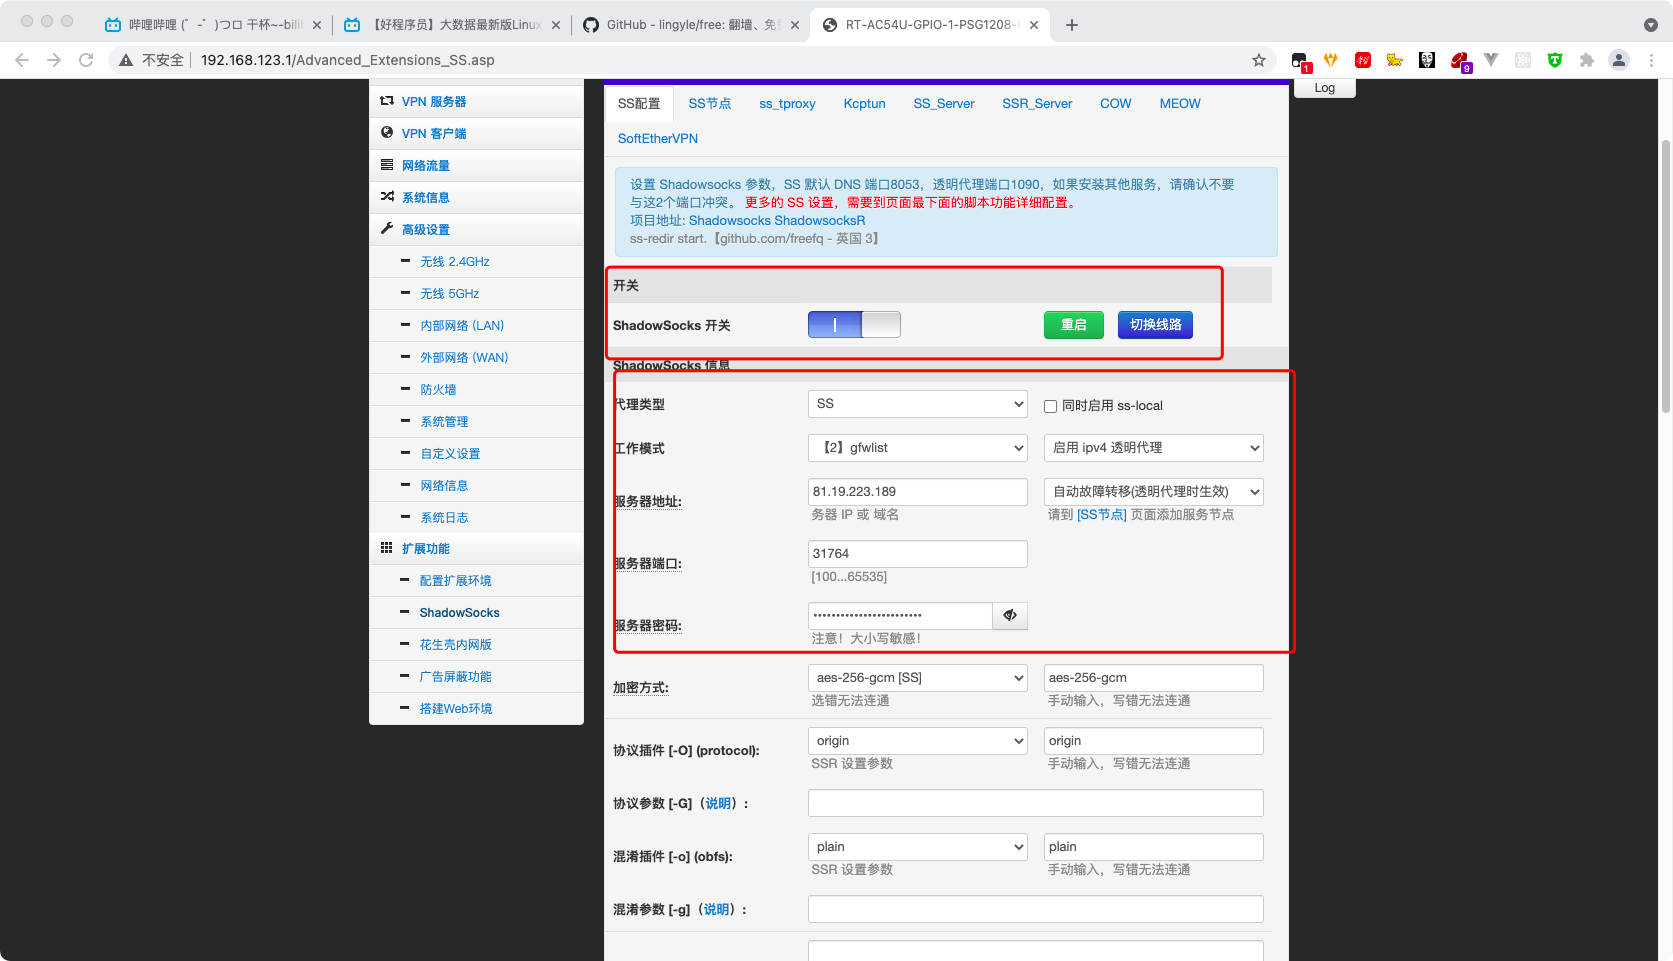 哔哩哔哩 (゜-゜)つロ 干杯~-bili
【好程序员】大数据最新版Linux
GitHub - lingyle/free: 翻墙、免
RT-AC54U-GPIO-1-PSG1208-
不安全
192.168.123.1/Advanced_Extensions_SS.asp
1
9
Log
VPN 服务器
VPN 客户端
网络流量
系统信息
高级设置
无线 2.4GHz
无线 5GHz
内部网络 (LAN)
外部网络 (WAN)
防火墙
系统管理
自定义设置
网络信息
系统日志
扩展功能
配置扩展环境
ShadowSocks
花生壳内网版
广告屏蔽功能
搭建Web环境
SS配置
SS节点
ss_tproxy
Kcptun
SS_Server
SSR_Server
COW
MEOW
SoftEtherVPN
设置 Shadowsocks 参数，SS 默认 DNS 端口8053，透明代理端口1090，如果安装其他服务，请确认不要
与这2个端口冲突。 更多的 SS 设置，需要到页面最下面的脚本功能详细配置。
项目地址: Shadowsocks ShadowsocksR
ss-redir start.【github.com/freefq - 英国 3】
开关
ShadowSocks 开关
重启
切换线路
ShadowSocks 信息
代理类型
SS
同时启用 ss-local
工作模式
【2】gfwlist
启用 ipv4 透明代理
服务器地址:
81.19.223.189
自动故障转移(透明代理时生效)
务器 IP 或 域名
请到 [SS节点] 页面添加服务节点
服务器端口:
31764
[100...65535]
服务器密码:
••••••••••••••••••••••••
注意！大小写敏感！
加密方式:
aes-256-gcm [SS]
aes-256-gcm
选错无法连通
手动输入，写错无法连通
协议插件 [-O] (protocol):
origin
origin
SSR 设置参数
手动输入，写错无法连通
协议参数 [-G]（说明）:
混淆插件 [-o] (obfs):
plain
plain
SSR 设置参数
手动输入，写错无法连通
混淆参数 [-g]（说明）: